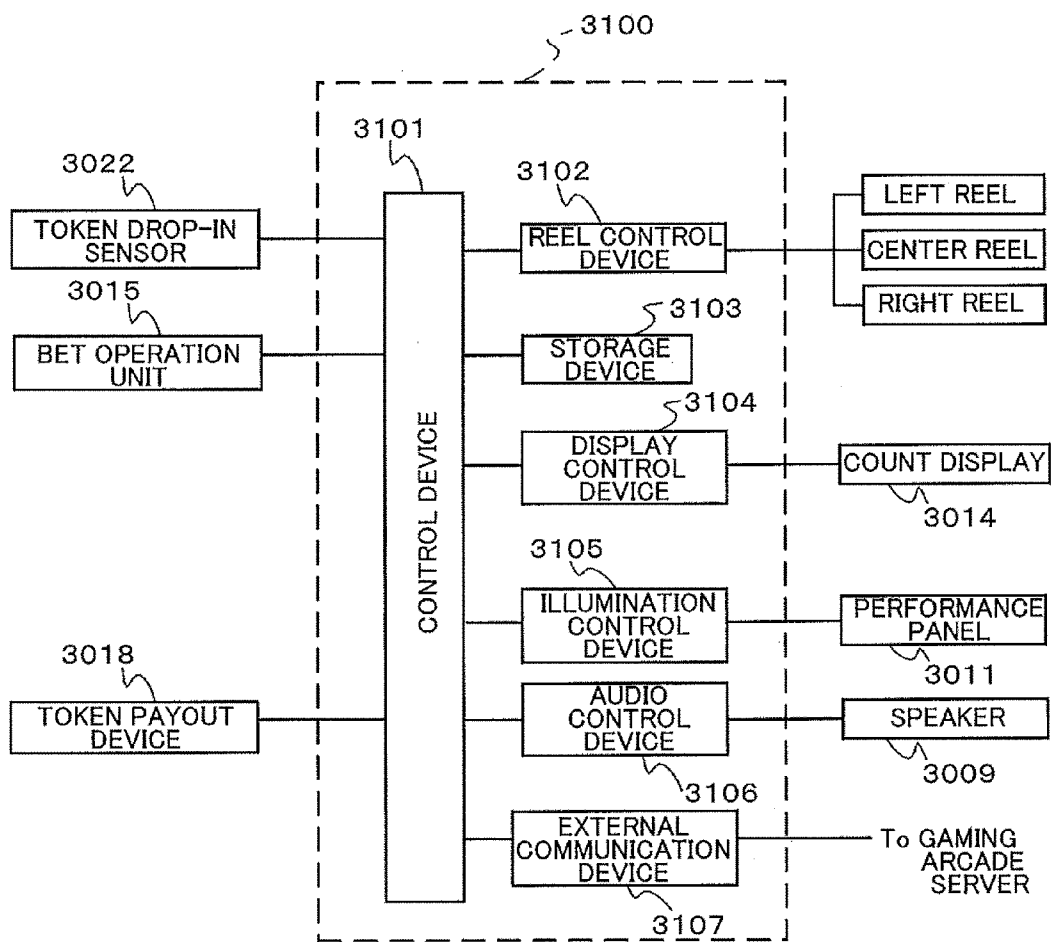 3100
3101
3022
TOKEN DROP-IN
SENSOR
3102
REEL CONTROL
DEVICE
LEFT REEL
CENTER REEL
RIGHT REEL
3015
BET OPERATION
UNIT
3103
STORAGE
DEVICE
3104
DISPLAY
CONTROL
DEVICE
COUNT DISPLAY
3014
CONTROL DEVICE
3105
ILLUMINATION
CONTROL
DEVICE
PERFORMANCE
PANEL
3011
3018
TOKEN PAYOUT
DEVICE
AUDIO
CONTROL
DEVICE
3106
SPEAKER
3009
EXTERNAL
COMMUNICATION
DEVICE
3107
To GAMING
ARCADE
SERVER